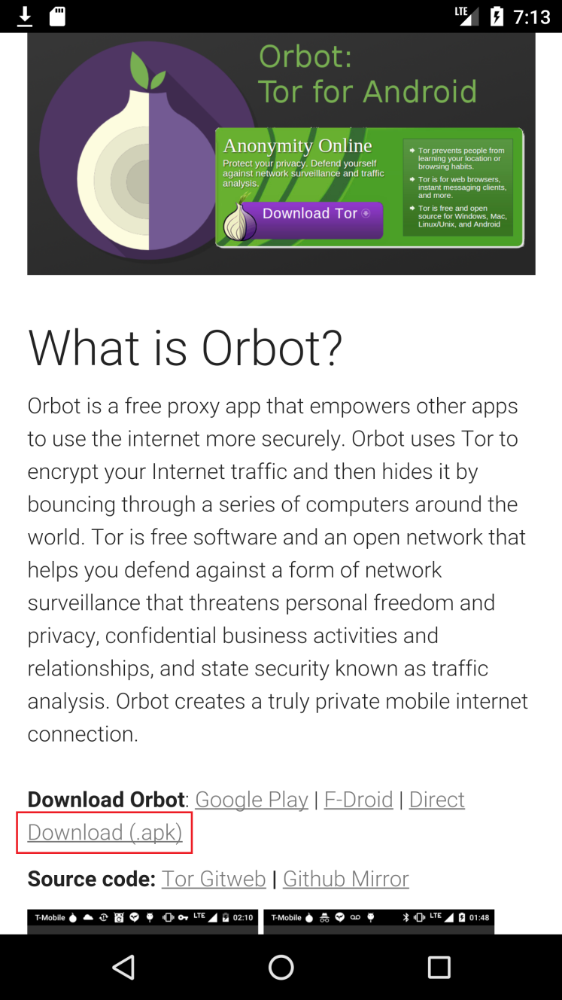 LTE 7:13
Orbot:
Tor for Android
Anonymity Online
Protect your privacy. Defend yourself
against network surveillance and traffic
analysis.
Download Tor
Tor prevents people from
learning your location or
browsing habits.
Tor is for web browsers,
instant messaging clients,
and more.
Tor is free and open
source for Windows, Mac,
Linux/Unix, and Android
What is Orbot?
Orbot is a free proxy app that empowers other apps
to use the internet more securely. Orbot uses Tor to
encrypt your Internet traffic and then hides it by
bouncing through a series of computers around the
world. Tor is free software and an open network that
helps you defend against a form of network
surveillance that threatens personal freedom and
privacy, confidential business activities and
relationships, and state security known as traffic
analysis. Orbot creates a truly private mobile internet
connection.
Download Orbot: Google Play | F-Droid | Direct
Download (.apk)
Source code: Tor Gitweb | Github Mirror
T-Mobile LTE 02:10
T-Mobile LTE 01:48